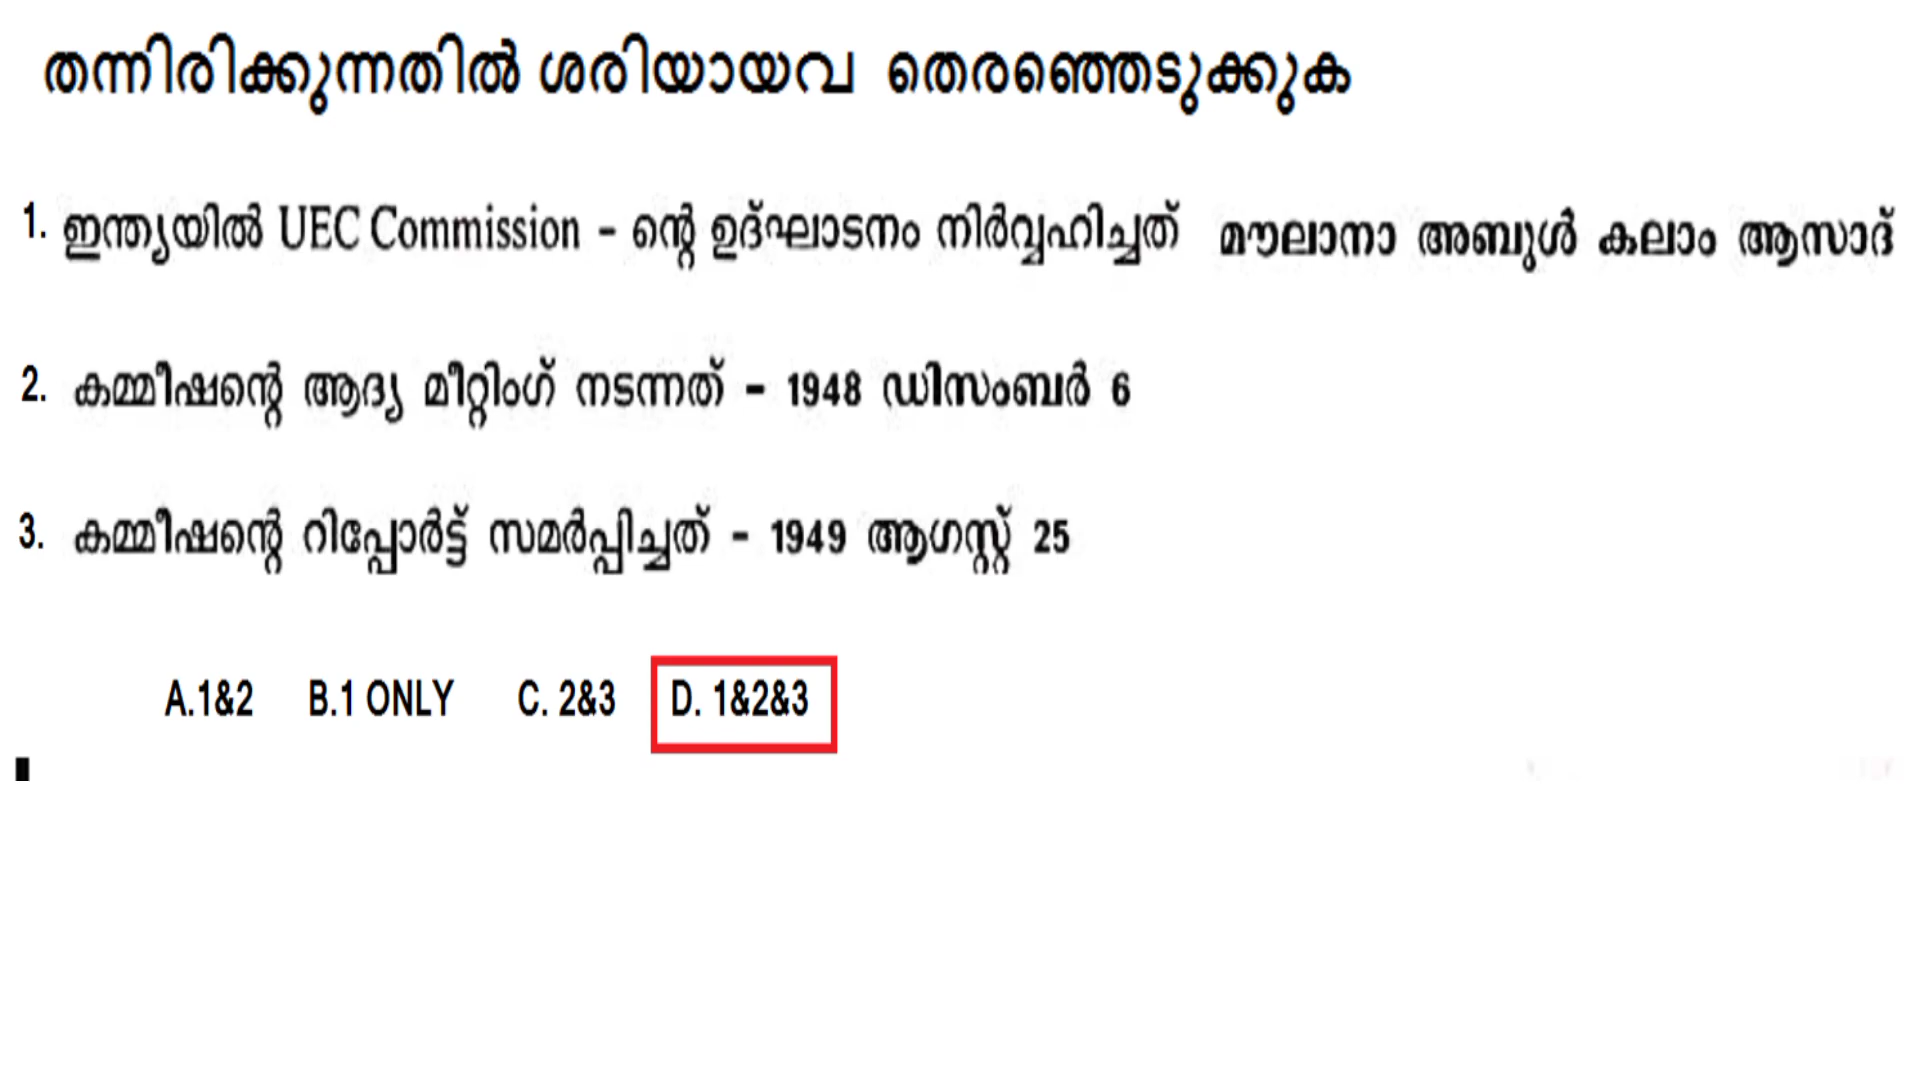 തന്നിരിക്കുന്നതിൽ ശരിയായവ തെരഞ്ഞെടുക്കുക
1. ഇന്ത്യയിൽ UEC Commission - ന്റെ ഉദ്ഘാടനം നിർവ്വഹിച്ചത് മൗലാനാ അബുൾ കലാം ആസാദ്
2. കമ്മീഷന്റെ ആദ്യ മീറ്റിംഗ് നടന്നത് - 1948 ഡിസംബർ 6
3. കമ്മീഷന്റെ റിപ്പോർട്ട് സമർപ്പിച്ചത് - 1949 ആഗസ്റ്റ് 25
A.1&2 B.1 ONLY C. 2&3 D. 1&2&3